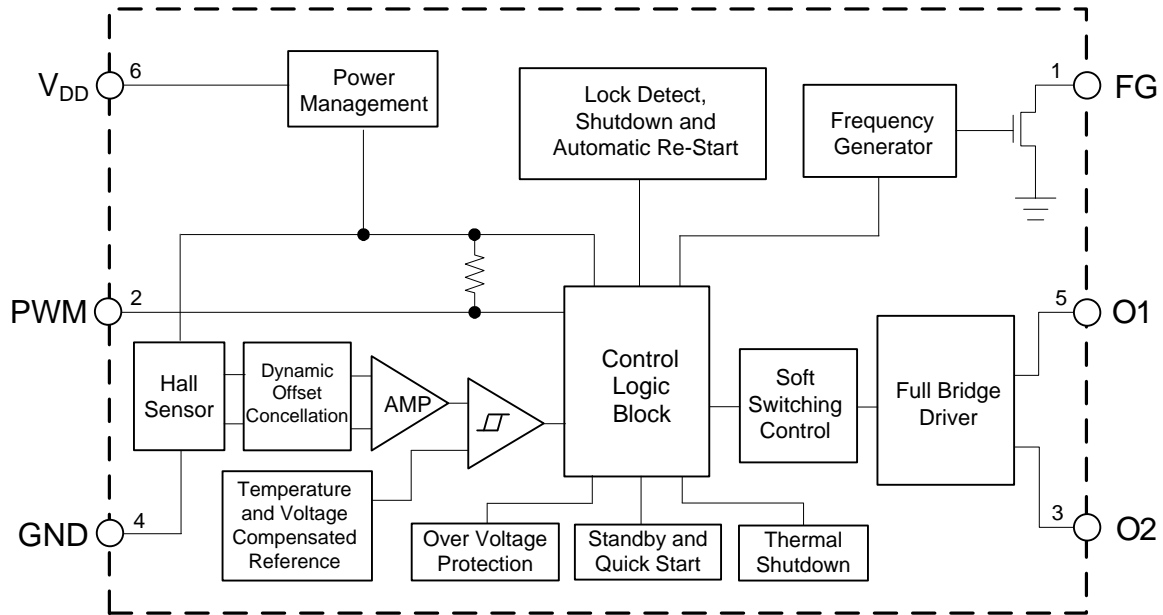 VDD
6
Power
Management
Lock Detect,
Shutdown and
Automatic Re-Start
Frequency
Generator
1
FG
PWM
2
Hall
Sensor
Dynamic
Offset
Concellation
AMP
Control
Logic
Block
Soft
Switching
Control
Full Bridge
Driver
5
O1
GND
4
Temperature
and Voltage
Compensated
Reference
Over Voltage
Protection
Standby and
Quick Start
Thermal
Shutdown
3
O2